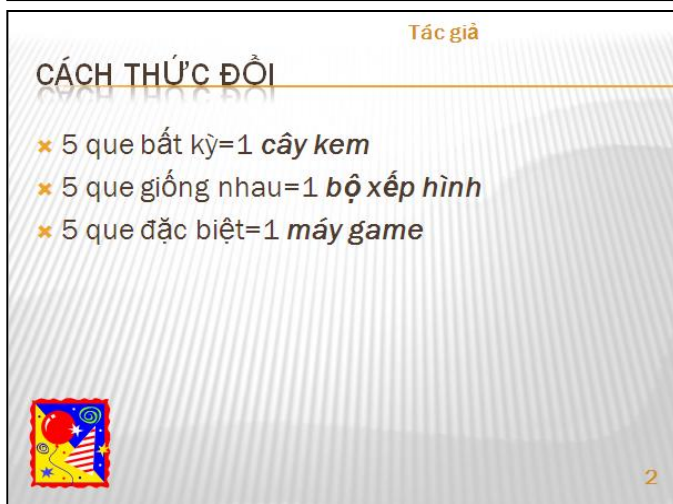 Tác giả
CÁCH THỨC ĐỔI
5 que bất kỳ=1 cây kem
5 que giống nhau=1 bộ xếp hình
5 que đặc biệt=1 máy game
2